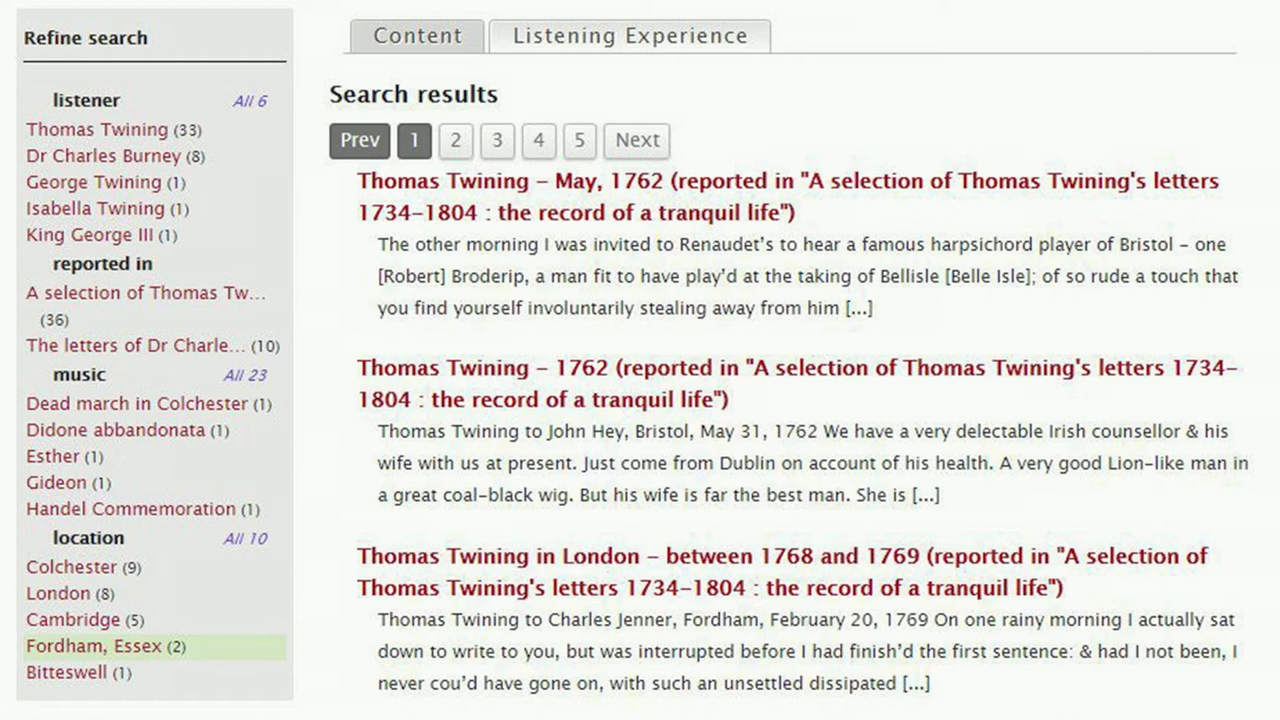 Refine search
listener All 6
Thomas Twining (33)
Dr Charles Burney (8)
George Twining (1)
Isabella Twining (1)
King George III (1)
reported in
A selection of Thomas Tw...
(36)
The letters of Dr Charle... (10)
music All 23
Dead march in Colchester (1)
Didone abbandonata (1)
Esther (1)
Gideon (1)
Handel Commemoration (1)
location All 10
Colchester (9)
London (8)
Cambridge (5)
Fordham, Essex (2)
Bitteswell (1)
Content Listening Experience
Search results
Prev 1 2 3 4 5 Next
Thomas Twining – May, 1762 (reported in "A selection of Thomas Twining's letters
1734–1804 : the record of a tranquil life")
The other morning I was invited to Renaudet's to hear a famous harpsichord player of Bristol – one
[Robert] Broderip, a man fit to have play'd at the taking of Bellisle [Belle Isle]; of so rude a touch that
you find yourself involuntarily stealing away from him [...]
Thomas Twining – 1762 (reported in "A selection of Thomas Twining's letters 1734–
1804 : the record of a tranquil life")
Thomas Twining to John Hey, Bristol, May 31, 1762 We have a very delectable Irish counsellor & his
wife with us at present. Just come from Dublin on account of his health. A very good Lion-like man in
a great coal-black wig. But his wife is far the best man. She is [...]
Thomas Twining in London – between 1768 and 1769 (reported in "A selection of
Thomas Twining's letters 1734–1804 : the record of a tranquil life")
Thomas Twining to Charles Jenner, Fordham, February 20, 1769 On one rainy morning I actually sat
down to write to you, but was interrupted before I had finish'd the first sentence: & had I not been, I
never cou'd have gone on, with such an unsettled dissipated [...]